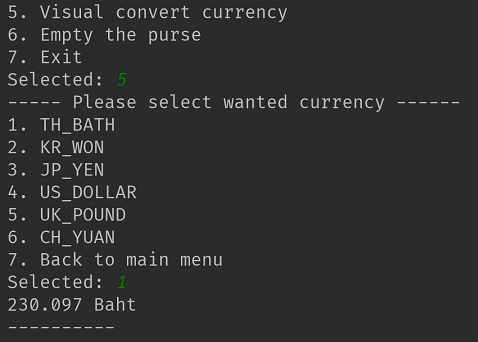 5. Visual convert currency
6. Empty the purse
7. Exit
Selected: 5
----- Please select wanted currency ------
1. TH_BATH
2. KR_WON
3. JP_YEN
4. US_DOLLAR
5. UK_POUND
6. CH_YUAN
7. Back to main menu
Selected: 1
230.097 Baht
----------